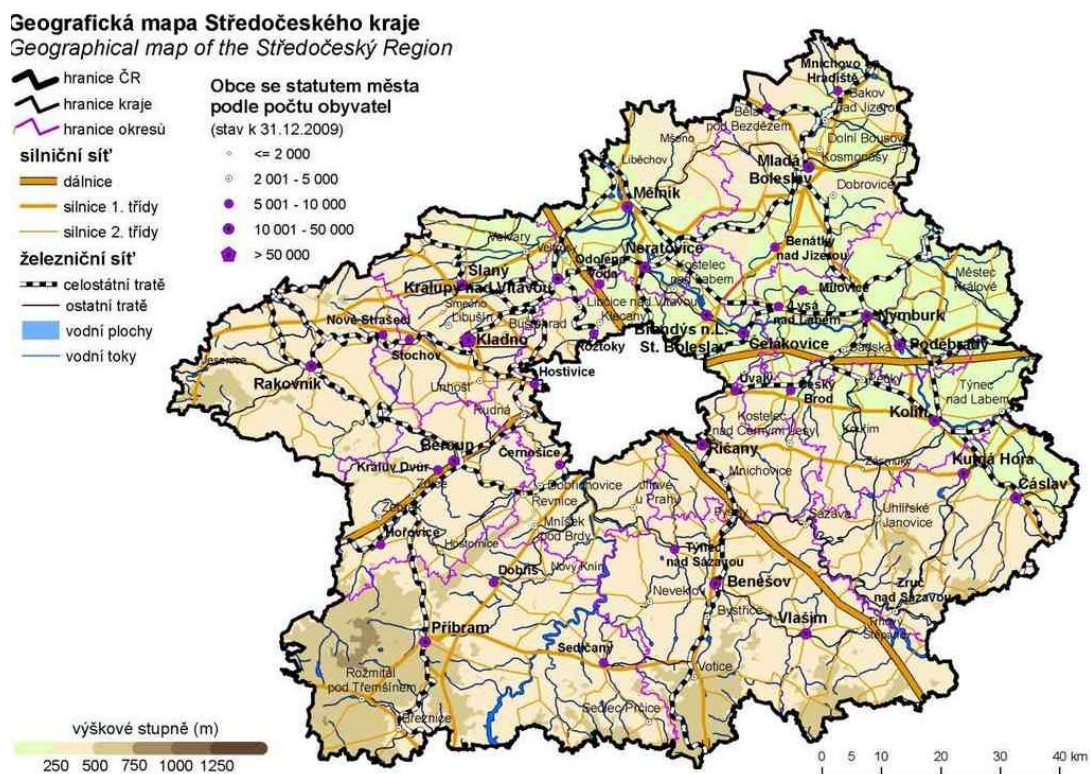 Geografická mapa Středočeského kraje
Geographical map of the Středočeský Region
hranice ČR
hranice kraje
hranice okresů
silniční síť
dálnice
silnice 1. třídy
silnice 2. třídy
železniční síť
celostátní tratě
ostatní tratě
vodní plochy
vodní toky
Obce se statutem města
podle počtu obyvatel
(stav k 31.12.2009)
<= 2 000
2 001 - 5 000
5 001 - 10 000
10 001 - 50 000
> 50 000
Mnichovo
Hradiště
Bakov
nad Jizerou
Bělá
pod Bezdězem
Dolní Bousov
Kosmonosy
Mladá
Boleslav
Dobrovice
Mšeno
Liběchov
Mělník
Benátky
nad Jizerou
Milovice
Městec
Králové
Velvary
Neratovice
Odolena
Voda
Kostelec
nad Labem
Slaný
Kralupy nad Vltavou
Libčice nad Vltavou
Klecany
Smečno
Libušín
Buštěhrad
Lysá
nad Labem
Nymburk
Nové Strašecí
Kladno
Roztoky
Brandýs n.L.
St. Boleslav
Čelákovice
Sadská
Poděbrady
Jesenice
Stochov
Rakovník
Unhošť
Hostivice
Rudná
Úvaly
Český
Brod
Pečky
Týnec
nad Labem
Kolín
Kostelec
nad Černými Lesy
Kouřim
Zásmuky
Kutná Hora
Čáslav
Beroun
Králův Dvůr
Černošice
Říčany
Mnichovice
Dobřichovice
Řevnice
Jílové
u Prahy
Pyšely
Sázava
Uhlířské
Janovice
Zdice
Žebrák
Hořovice
Hostomice
Mníšek
pod Brdy
Nový Knín
Dobříš
Týnec
nad Sázavou
Neveklov
Benešov
Bystřice
Zruč
nad Sázavou
Trhový
Štěpánov
Vlašim
Příbram
Sedlčany
Votice
Rožmitál
pod Třemšínem
Březnice
Sedlec-Prčice
výškové stupně (m)
250 500 750 1000 1250
0 5 10 20 30 40 km